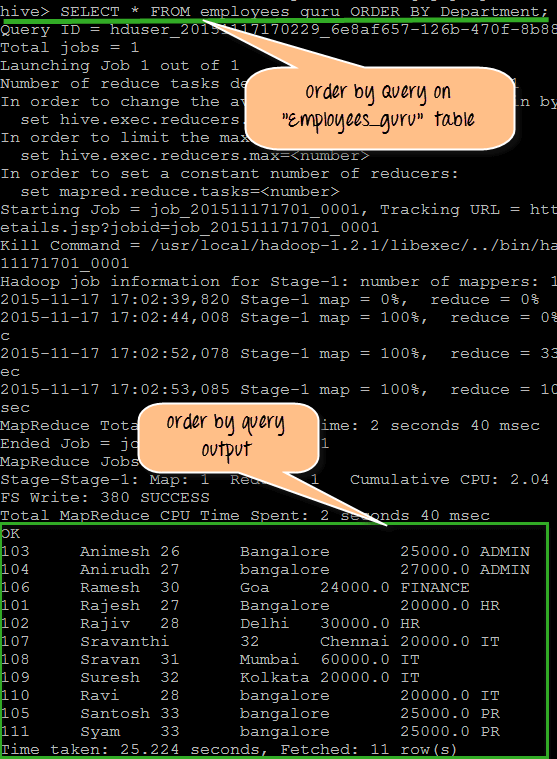 hive> SELECT * FROM employees_guru ORDER BY Department;
Query ID = hduser_20151117170229_6e8af657-126b-470f-8b88
Total jobs = 1
Launching Job 1 out of 1
Number of reduce tasks de
1
In order to change the av
in by
set hive.exec.reducers.
In order to limit the max
set hive.exec.reducers.max=<number>
In order to set a constant number of reducers:
set mapred.reduce.tasks=<number>
order by query on
"Employees_guru" table
Starting Job = job_201511171701_0001, Tracking URL = htt
etails.jsp?jobid=job_201511171701_0001
Kill Command = /usr/local/hadoop-1.2.1/libexec/../bin/ha
11171701_0001
Hadoop job information for Stage-1: number of mappers: 1
2015-11-17 17:02:39,820 Stage-1 map = 0%,  reduce = 0%
2015-11-17 17:02:44,008 Stage-1 map = 100%,  reduce = 0%
c
2015-11-17 17:02:52,078 Stage-1 map = 100%,  reduce = 33
ec
2015-11-17 17:02:53,085 Stage-1 map = 100%,  reduce = 10
sec
MapReduce Tota
ime: 2 seconds 40 msec
Ended Job = jo
1
MapReduce Jobs
order by query
output
Stage-Stage-1: Map: 1  Red 1   Cumulative CPU: 2.04
FS Write: 380 SUCCESS
Total MapReduce CPU Time Spent: 2 seconds 40 msec
OK
103 Animesh 26 Bangalore 25000.0 ADMIN
104 Anirudh 27 bangalore 27000.0 ADMIN
106 Ramesh 30 Goa 24000.0 FINANCE
101 Rajesh 27 Bangalore 20000.0 HR
102 Rajiv 28 Delhi 30000.0 HR
107 Sravanthi 32 Chennai 20000.0 IT
108 Sravan 31 Mumbai 60000.0 IT
109 Suresh 32 Kolkata 20000.0 IT
110 Ravi 28 bangalore 20000.0 IT
105 Santosh 33 bangalore 25000.0 PR
111 Syam 33 bangalore 25000.0 PR
Time taken: 25.224 seconds, Fetched: 11 row(s)